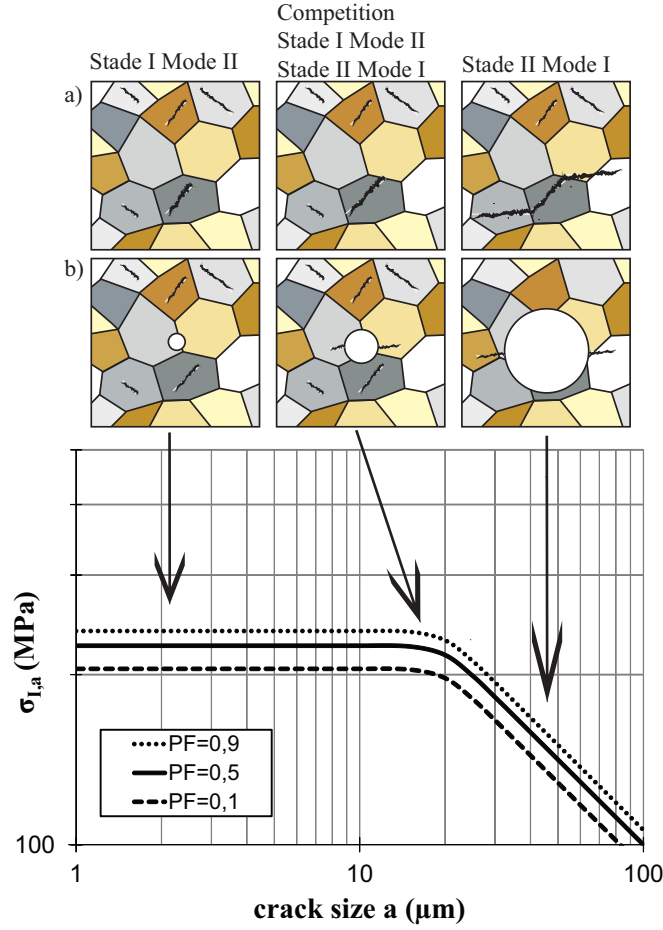 Competition
Stade I Mode II
Stade I Mode II
Stade II Mode I
Stade II Mode I
a)
b)
σI,a (MPa)
PF=0,9
PF=0,5
PF=0,1
100
1
10
100
crack size a (μm)